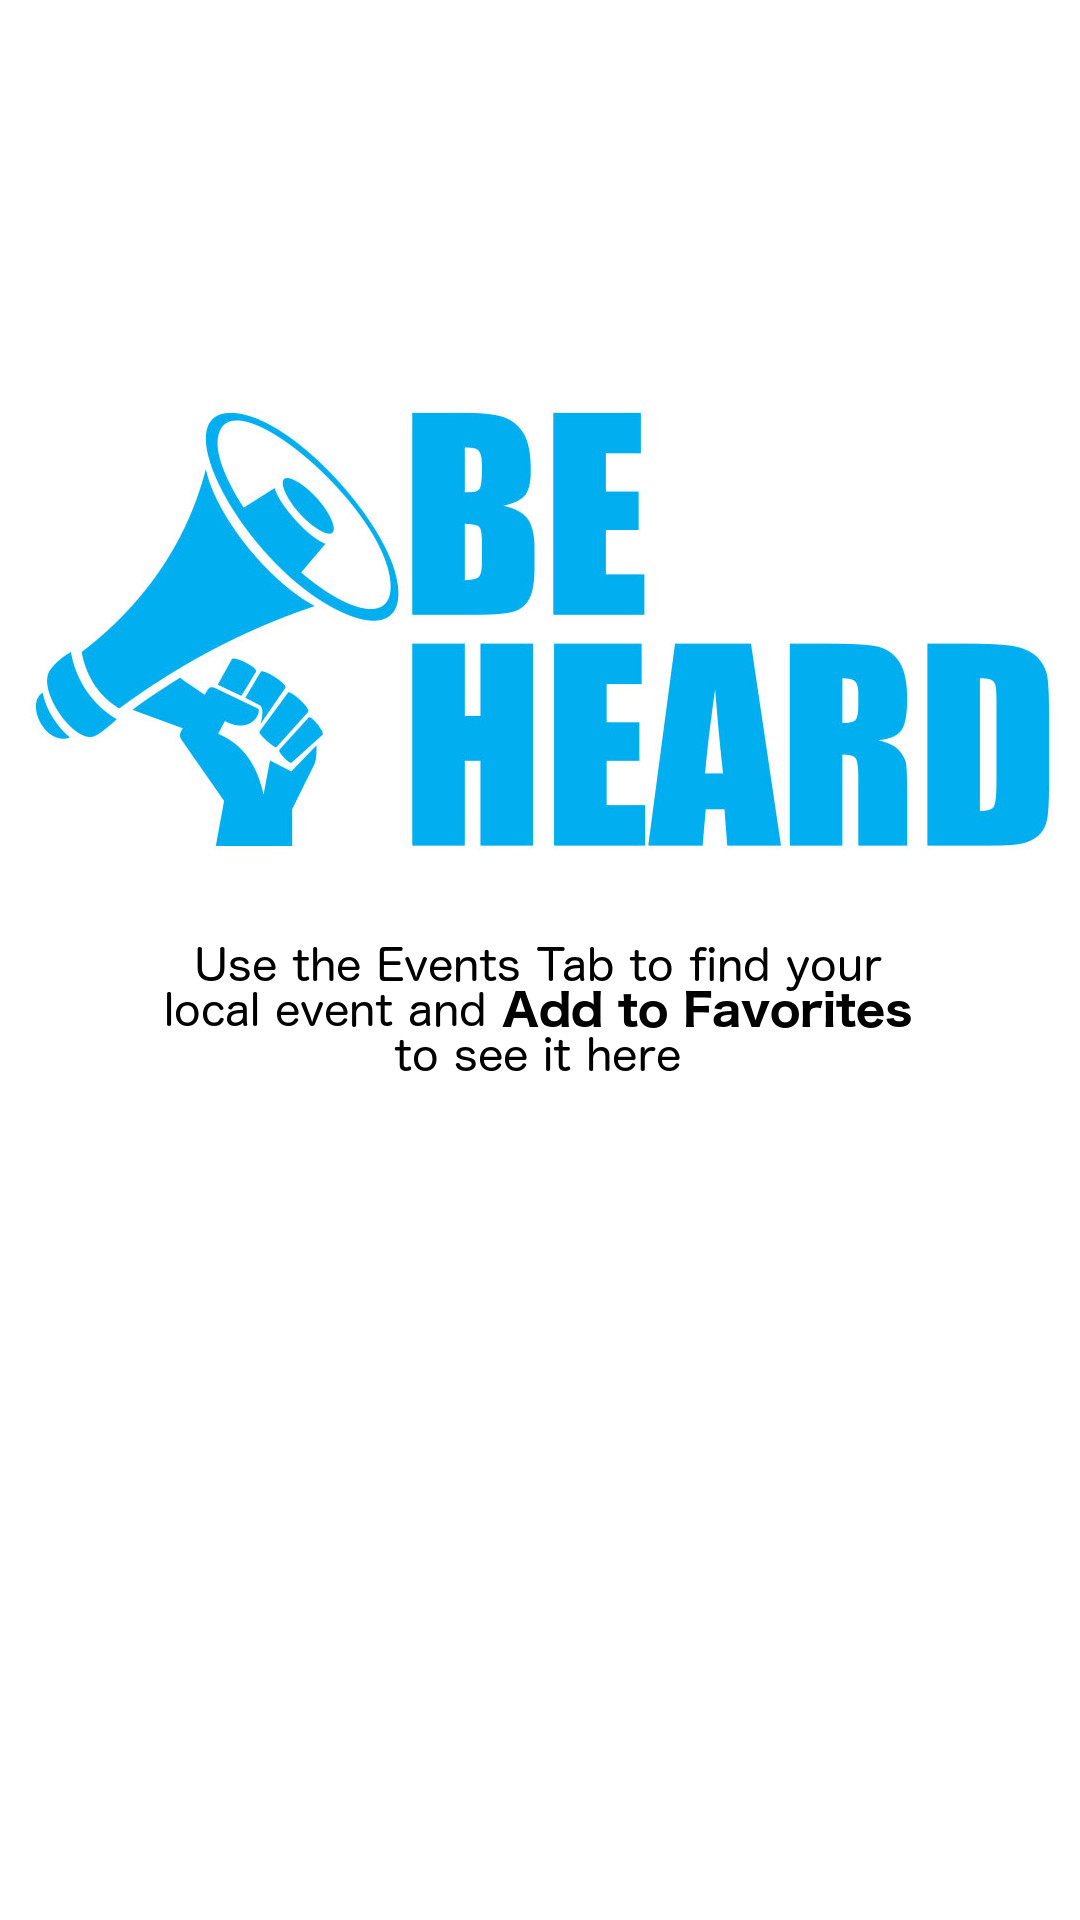 BE
HEARD
Use the Events Tab to find your
local event and Add to Favorites
to see it here